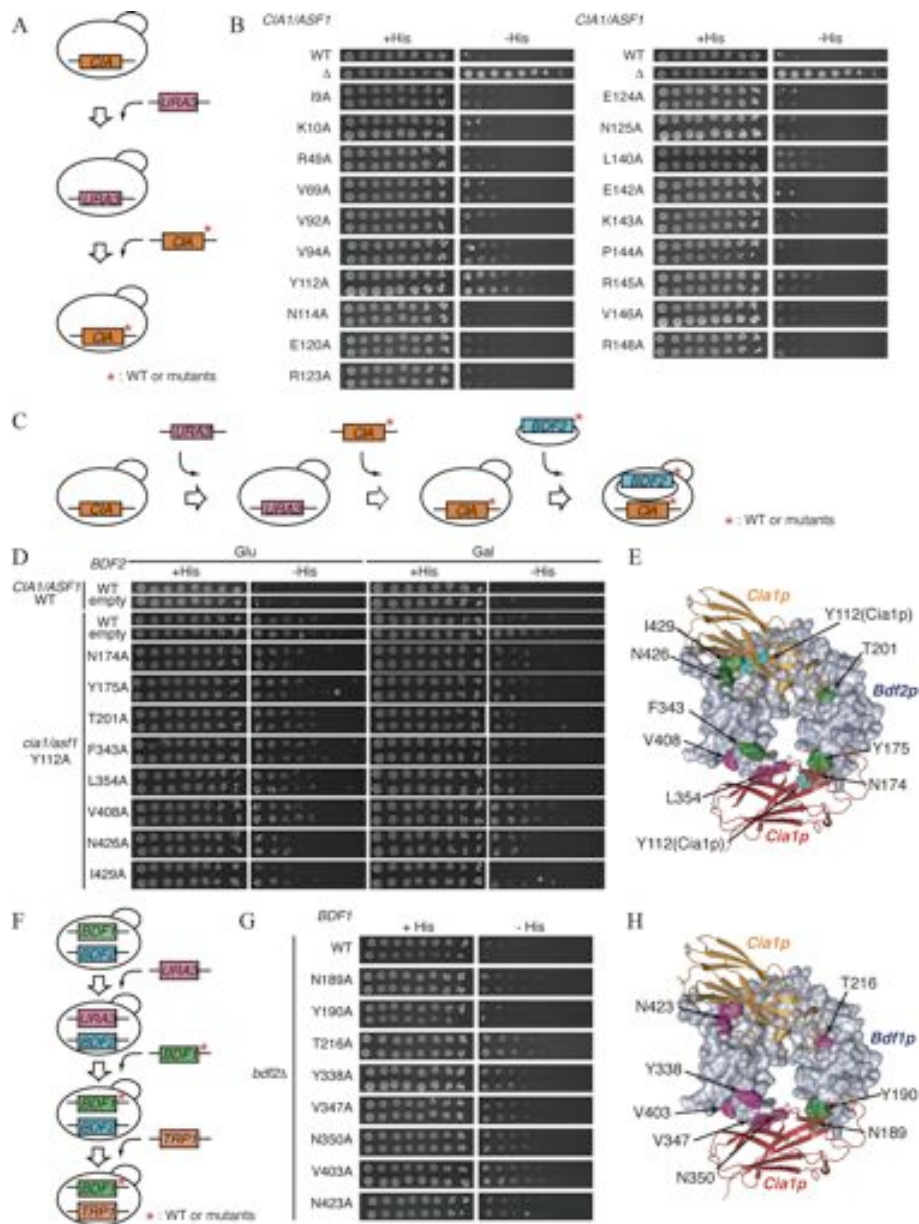 A
CIA
URA3
URA3
CIA *
CIA *
* : WT or mutants
B
CIA1/ASF1
+His -His
WT
Δ
I9A
K10A
R45A
V69A
V92A
V94A
Y112A
N114A
E120A
R123A
CIA1/ASF1
+His -His
WT
Δ
E124A
N125A
L140A
E142A
K143A
P144A
R145A
V146A
R148A
C
URA3 CIA * BDF2 *
CIA URA3 CIA * BDF2 * CIA *
* : WT or mutants
D
Glu Gal
BDF2 +His -His +His -His
CIA1/ASF1 WT
WT
empty
cia1/asf1 Y112A
WT
empty
N174A
Y175A
T201A
F343A
L354A
V408A
N426A
I429A
E
Cia1p
I429
Y112(Cia1p)
N426
T201
Bdf2p
F343
V408
Y175
L354
N174
Y112(Cia1p)
Cia1p
F
BDF1
BDF2
URA3
URA3
BDF2
BDF1 *
BDF1 *
BDF2
TRP1
BDF1 *
TRP1
* : WT or mutants
G
BDF1
+ His - His
bdf2Δ
WT
N189A
Y190A
T216A
Y338A
V347A
N350A
V403A
N423A
H
Cia1p
T216
N423
Bdf1p
Y338
Y190
V403
V347
N189
N350
Cia1p